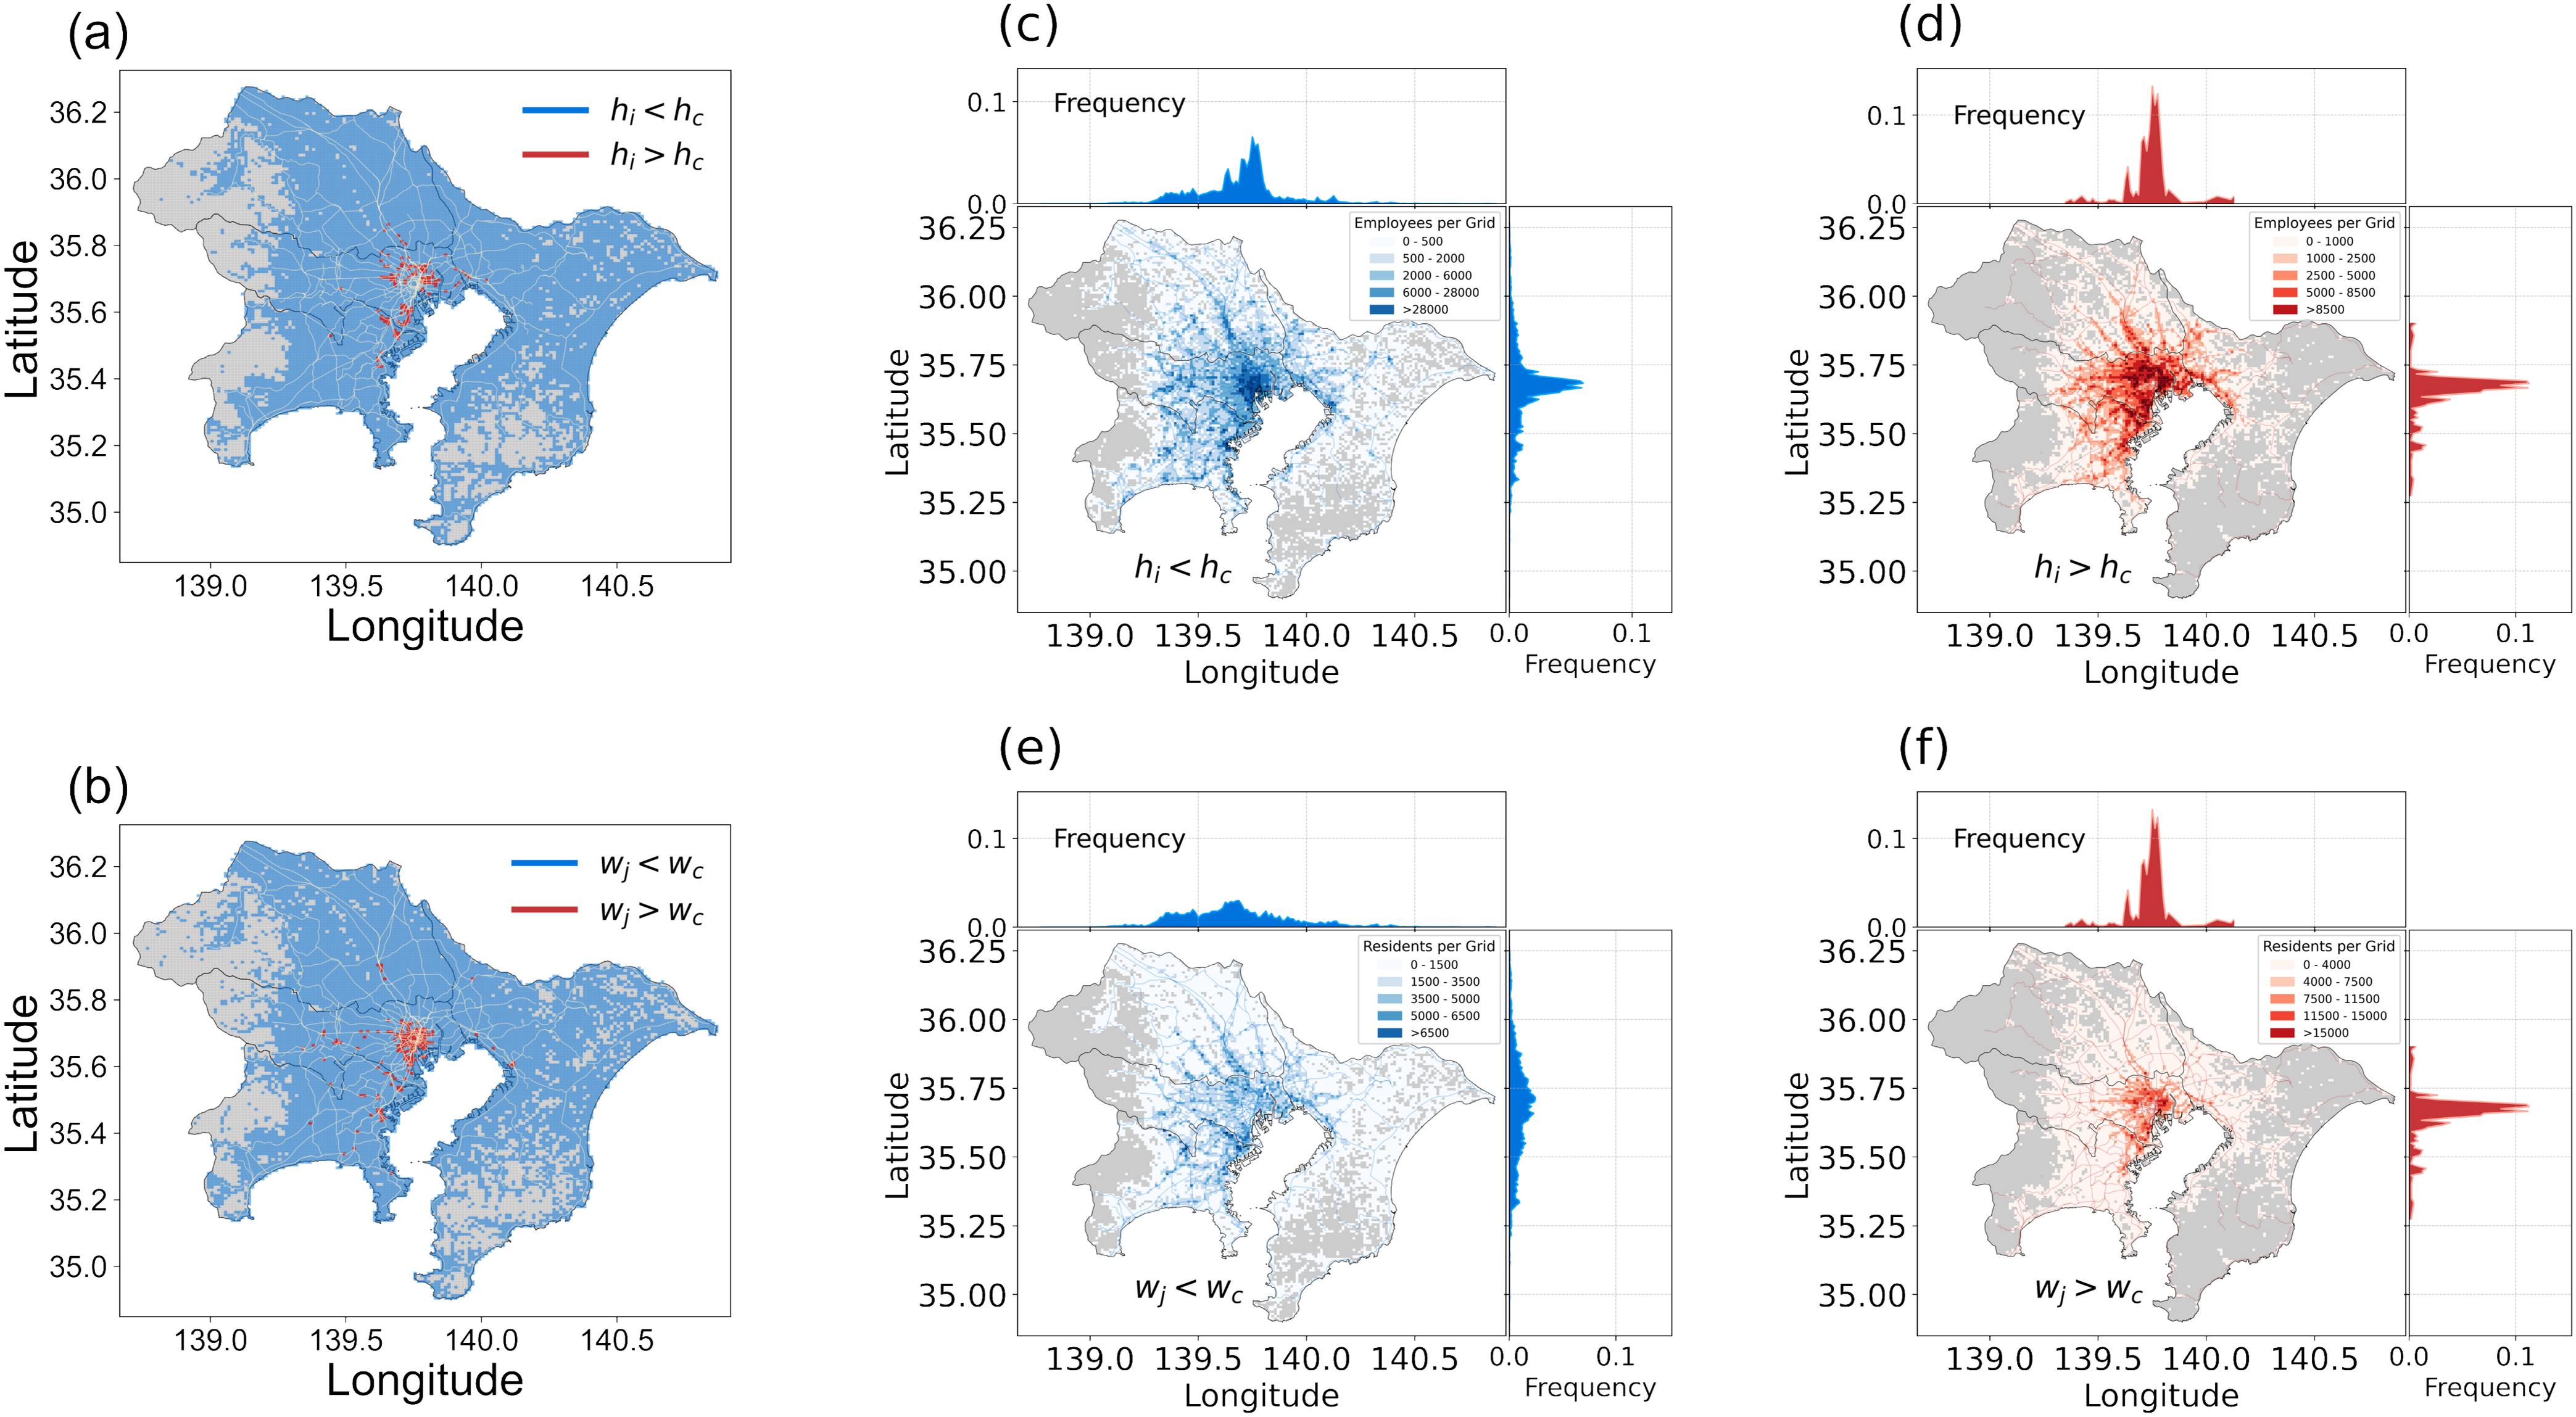 (a)
Latitude
36.2
36.0
35.8
35.6
35.4
35.2
35.0
h_i < h_c
h_i > h_c
139.0 139.5 140.0 140.5
Longitude
(c)
0.1
0.0
Frequency
Latitude
36.25
36.00
35.75
35.50
35.25
35.00
0.0
Employees per Grid
0 - 500
500 - 2000
2000 - 6000
6000 - 28000
>28000
h_i < h_c
139.0 139.5 140.0 140.5
Longitude
0.0 0.1
Frequency
(d)
0.1
0.0
Frequency
Latitude
36.25
36.00
35.75
35.50
35.25
35.00
0.0
Employees per Grid
0 - 1000
1000 - 2500
2500 - 5000
5000 - 8500
>8500
h_i > h_c
139.0 139.5 140.0 140.5
Longitude
0.0 0.1
Frequency
(b)
Latitude
36.2
36.0
35.8
35.6
35.4
35.2
35.0
w_j < w_c
w_j > w_c
139.0 139.5 140.0 140.5
Longitude
(e)
0.1
0.0
Frequency
Latitude
36.25
36.00
35.75
35.50
35.25
35.00
Residents per Grid
0 - 1500
1500 - 3500
3500 - 5000
5000 - 6500
>6500
w_j < w_c
139.0 139.5 140.0 140.5
Longitude
0.0 0.1
Frequency
(f)
0.1
0.0
Frequency
Latitude
36.25
36.00
35.75
35.50
35.25
35.00
Residents per Grid
0 - 4000
4000 - 7500
7500 - 11500
11500 - 15000
>15000
w_j > w_c
139.0 139.5 140.0 140.5
Longitude
0.0 0.1
Frequency